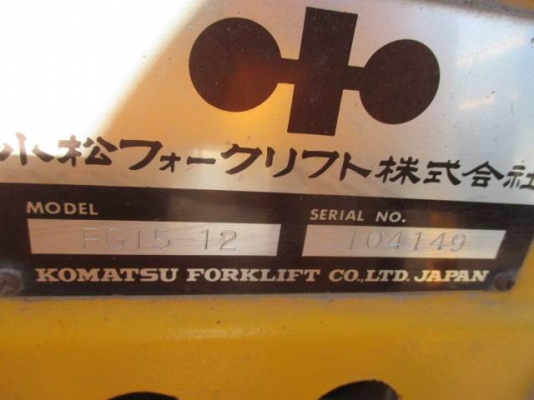 小松フォークリフト株式会社
MODEL SERIAL NO.
FG15-12 104149
KOMATSU FORKLIFT CO.,LTD. JAPAN